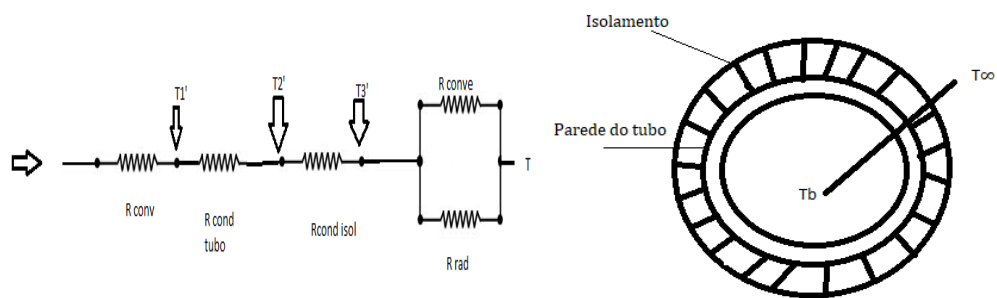 T1'
T2'
T3'
R conve
T
R conv
R cond
tubo
Rcond isol
R rad
Isolamento
T∞
Parede do tubo
Tb